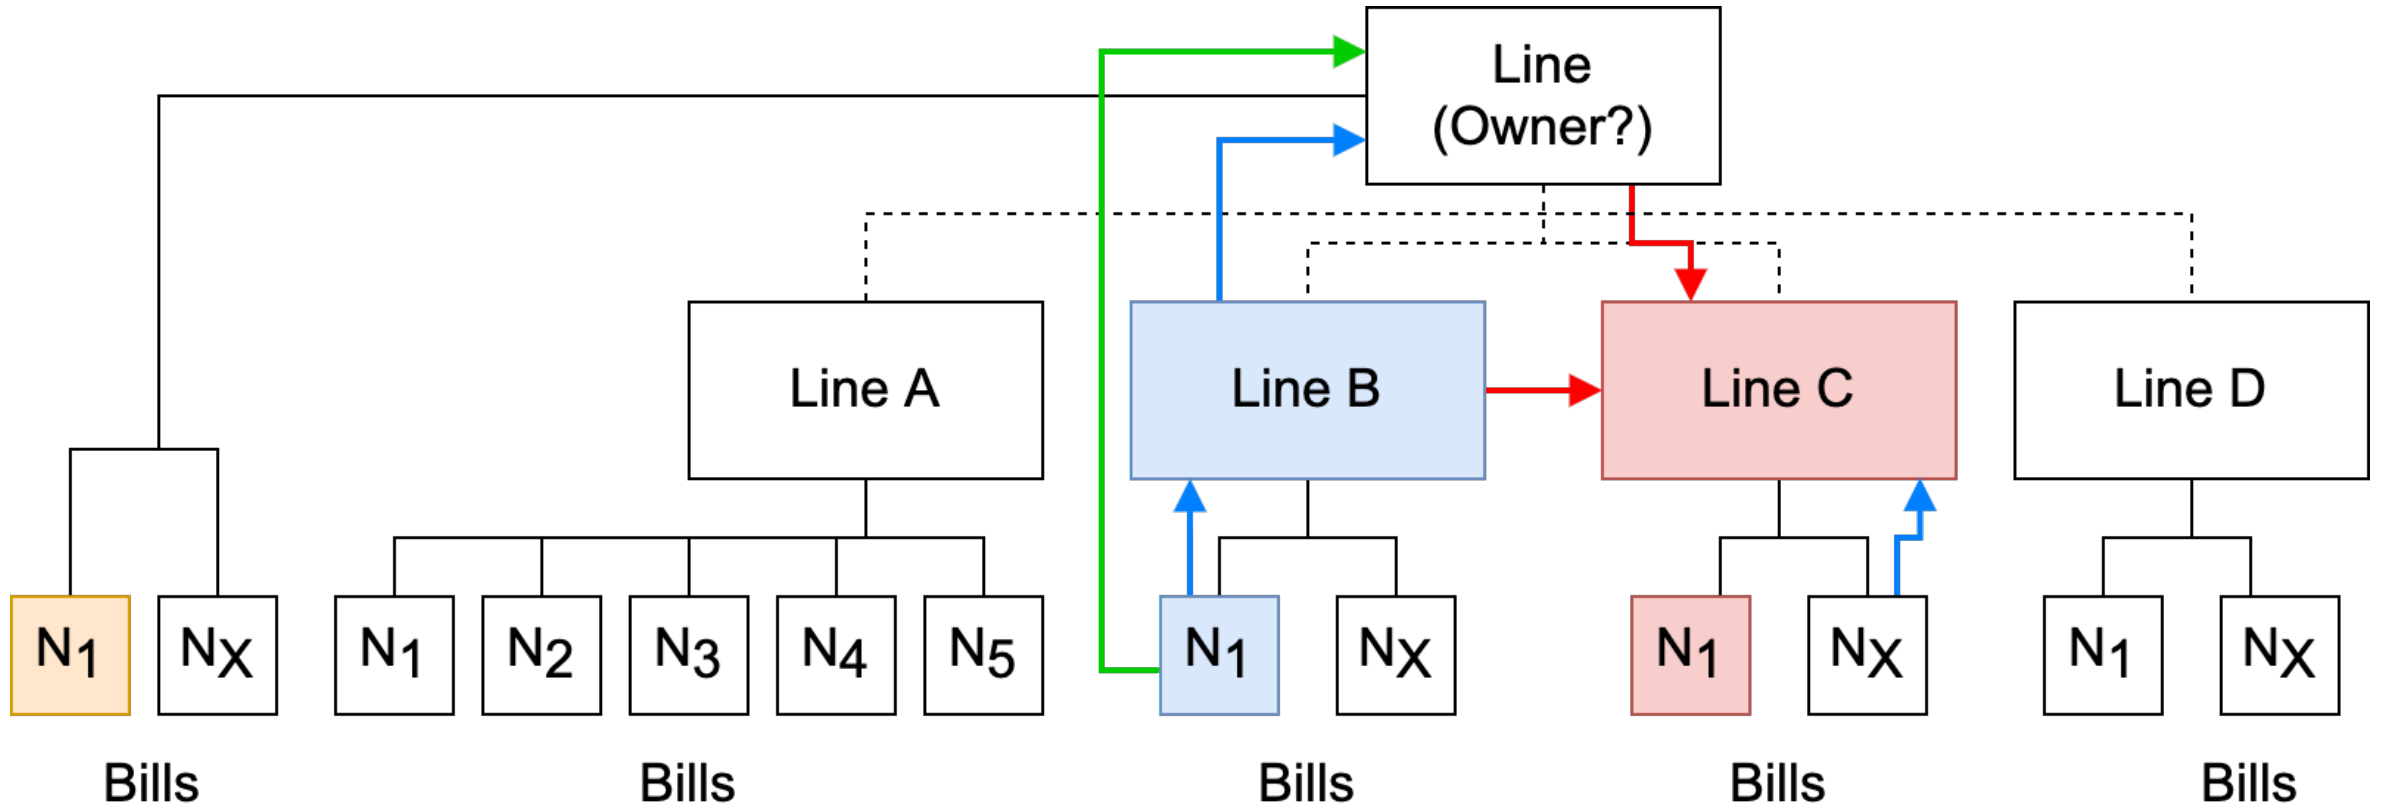 Line
(Owner?)
Line A
Line B
Line C
Line D
N1
NX
N1
N2
N3
N4
N5
N1
NX
N1
NX
N1
NX
Bills
Bills
Bills
Bills
Bills